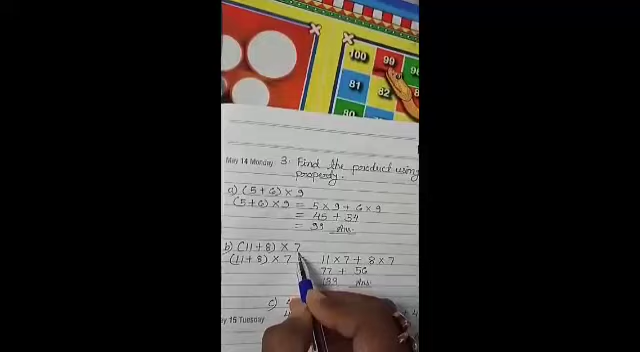 100 99 98
81 82
80
May 14 Monday 3. Find the product using
property.
a) (5+6) × 9
(5+6) × 9 = 5 × 9 + 6 × 9
= 45 + 54
= 99 Ans.
b) (11+8) × 7
(11+8) × 7 11 × 7 + 8 × 7
77 + 56
133 Ans.
c)
May 15 Tuesday